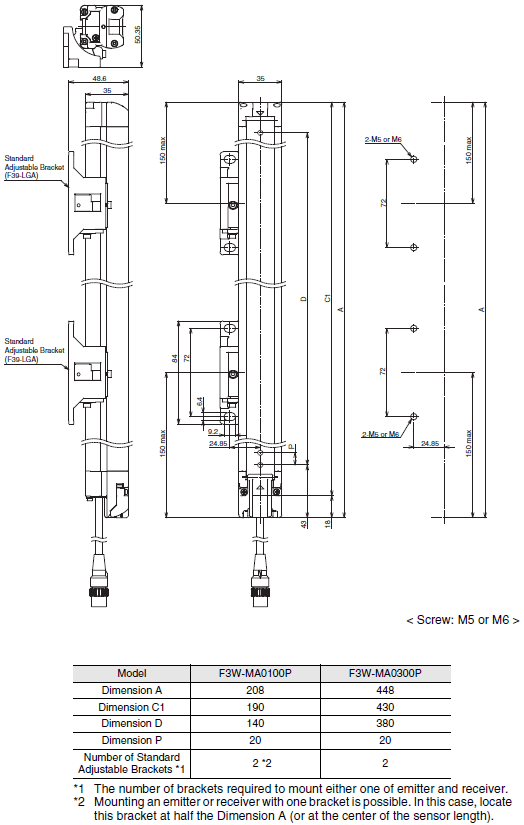 50.35
48.6
35
35
Standard
Adjustable Bracket
(F39-LGA)
150 max
2-M5 or M6
150 max
72
D
C1
A
A
Standard
Adjustable Bracket
(F39-LGA)
84
72
6.4
72
150 max
9.2
24.85
P
2-M5 or M6
24.85
150 max
43
18
< Screw: M5 or M6 >
Model F3W-MA0100P F3W-MA0300P
Dimension A 208 448
Dimension C1 190 430
Dimension D 140 380
Dimension P 20 20
Number of Standard
Adjustable Brackets *1 2 *2 2
*1 The number of brackets required to mount either one of emitter and receiver.
*2 Mounting an emitter or receiver with one bracket is possible. In this case, locate
this bracket at half the Dimension A (or at the center of the sensor length).